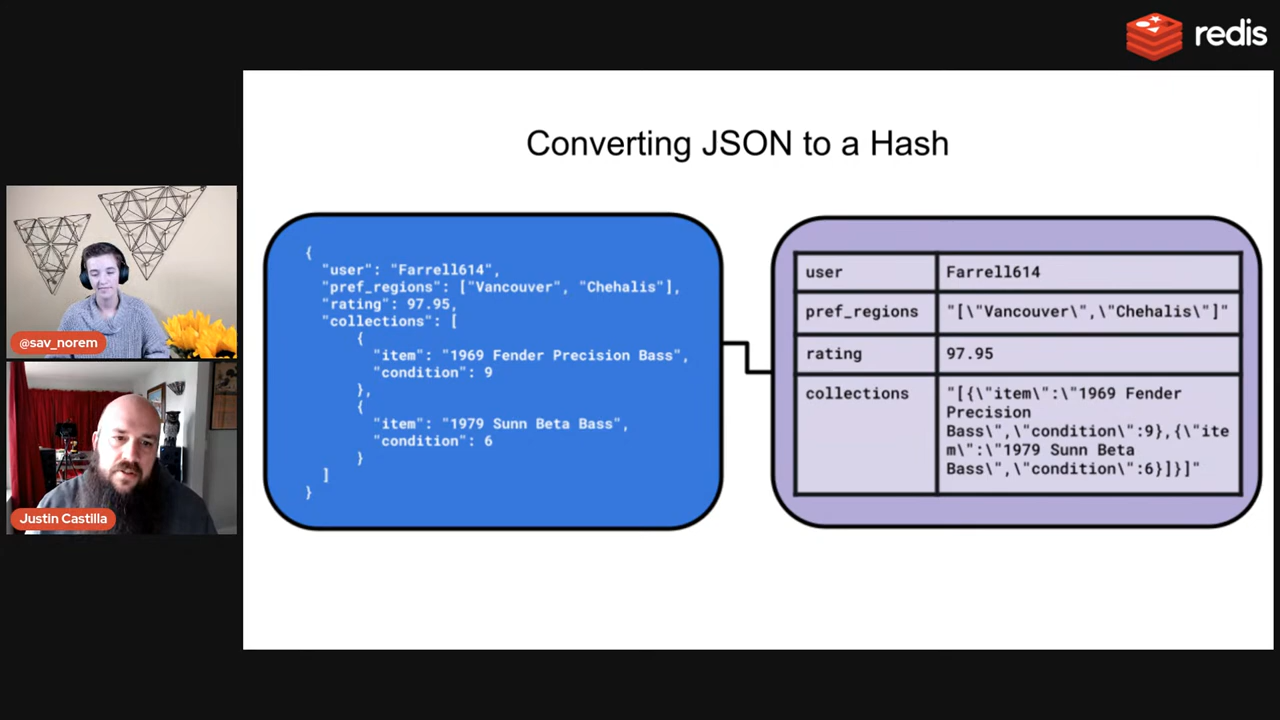 redis
Converting JSON to a Hash
@sav_norem
Justin Castilla
{
"user": "Farrell614",
"pref_regions": ["Vancouver", "Chehalis"],
"rating": 97.95,
"collections": [
{
"item": "1969 Fender Precision Bass",
"condition": 9
},
{
"item": "1979 Sunn Beta Bass",
"condition": 6
}
]
}
user Farrell614
pref_regions "[\"Vancouver\",\"Chehalis\"]"
rating 97.95
collections "[{\"item\":\"1969 Fender
Precision
Bass\",\"condition\":9},{\"ite
m\":\"1979 Sunn Beta
Bass\",\"condition\":6}]}]"